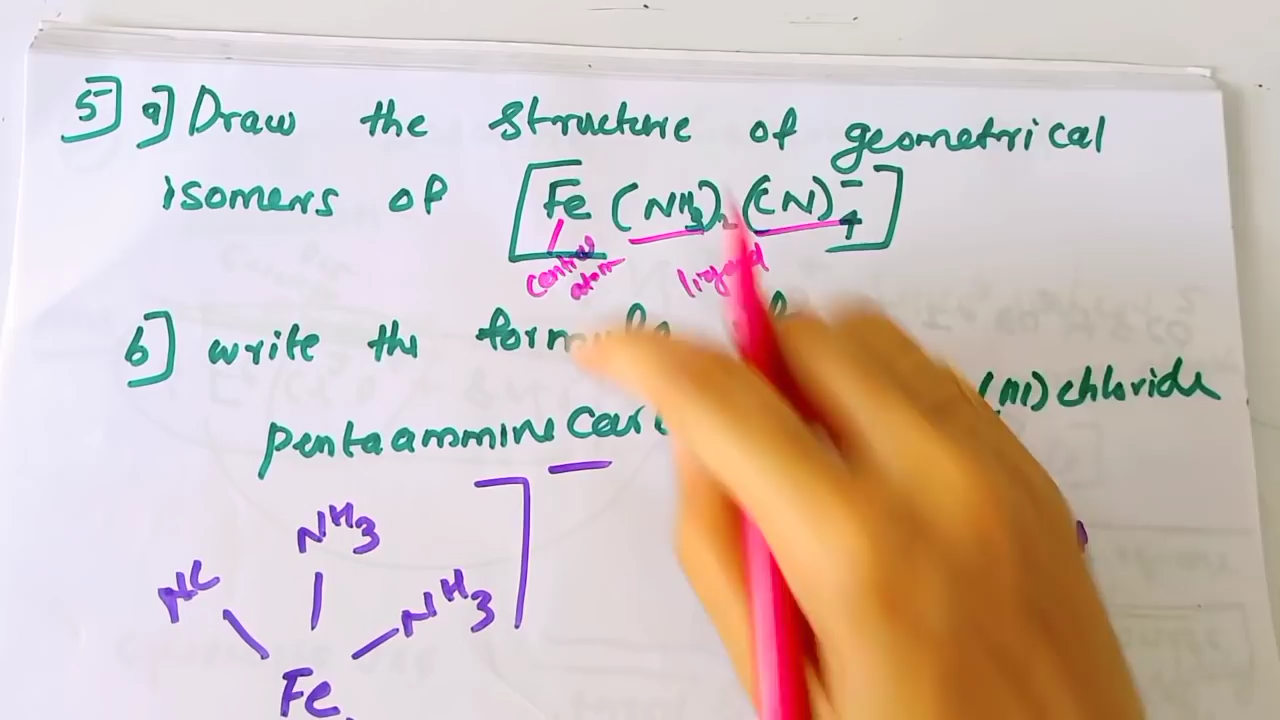 5] a] Draw the structure of geometrical
isomers of [Fe (NH3)2 (CN)4-]
central atom ligand
b] write the formula
pentaammine (III) chloride
NH3
NC NH3
Fe